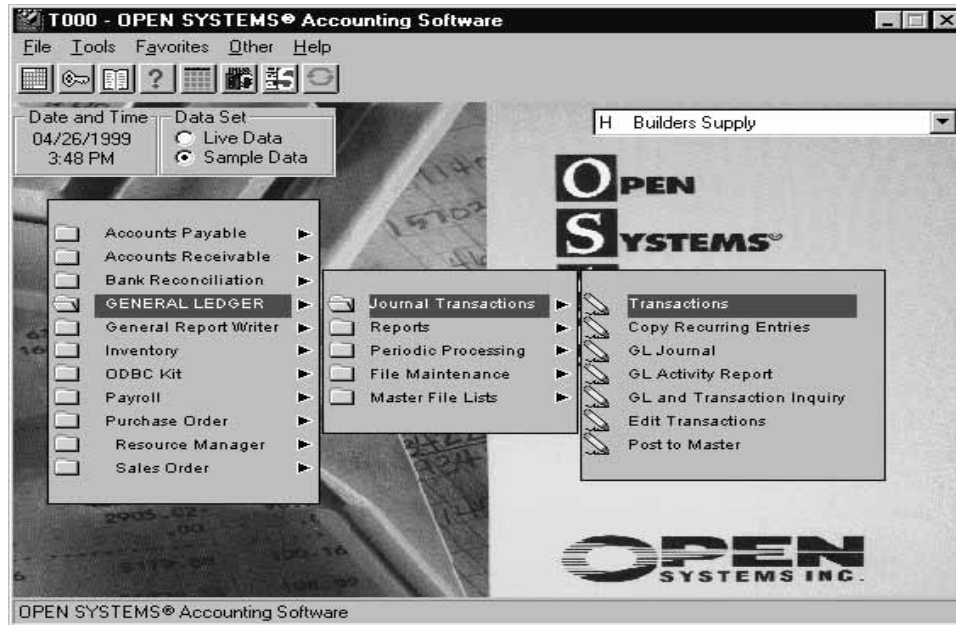 T000 - OPEN SYSTEMS® Accounting Software
File Tools Favorites Other Help
Date and Time
04/26/1999
3:48 PM
Data Set
Live Data
Sample Data
H Builders Supply
OPEN
SYSTEMS®
Accounts Payable
Accounts Receivable
Bank Reconciliation
GENERAL LEDGER
General Report Writer
Inventory
ODBC Kit
Payroll
Purchase Order
Resource Manager
Sales Order
Journal Transactions
Reports
Periodic Processing
File Maintenance
Master File Lists
Transactions
Copy Recurring Entries
GL Journal
GL Activity Report
GL and Transaction Inquiry
Edit Transactions
Post to Master
OPEN
SYSTEMS INC.
OPEN SYSTEMS® Accounting Software